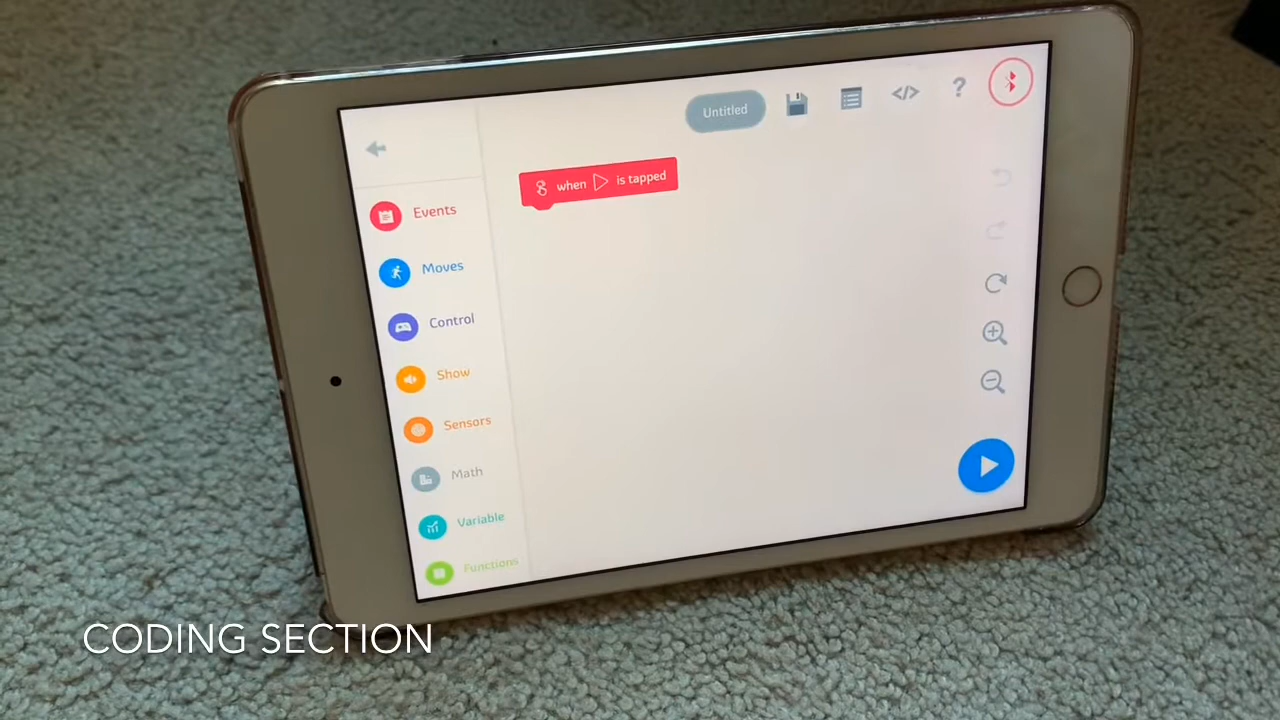 Untitled
</>
?
when is tapped
Events
Moves
Control
Show
Sensors
Math
Variable
Functions
CODING SECTION